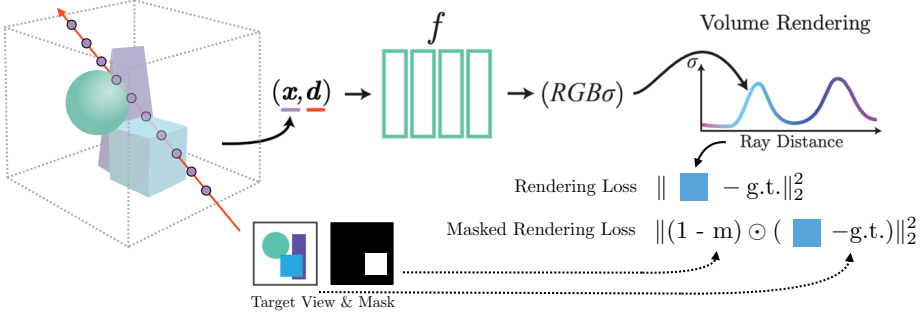 f
Volume Rendering
(x,d)
(RGBσ)
σ
Ray Distance
Rendering Loss ‖ − g.t.‖₂²
Masked Rendering Loss ‖(1 - m) ⊙ ( −g.t.)‖₂²
Target View & Mask